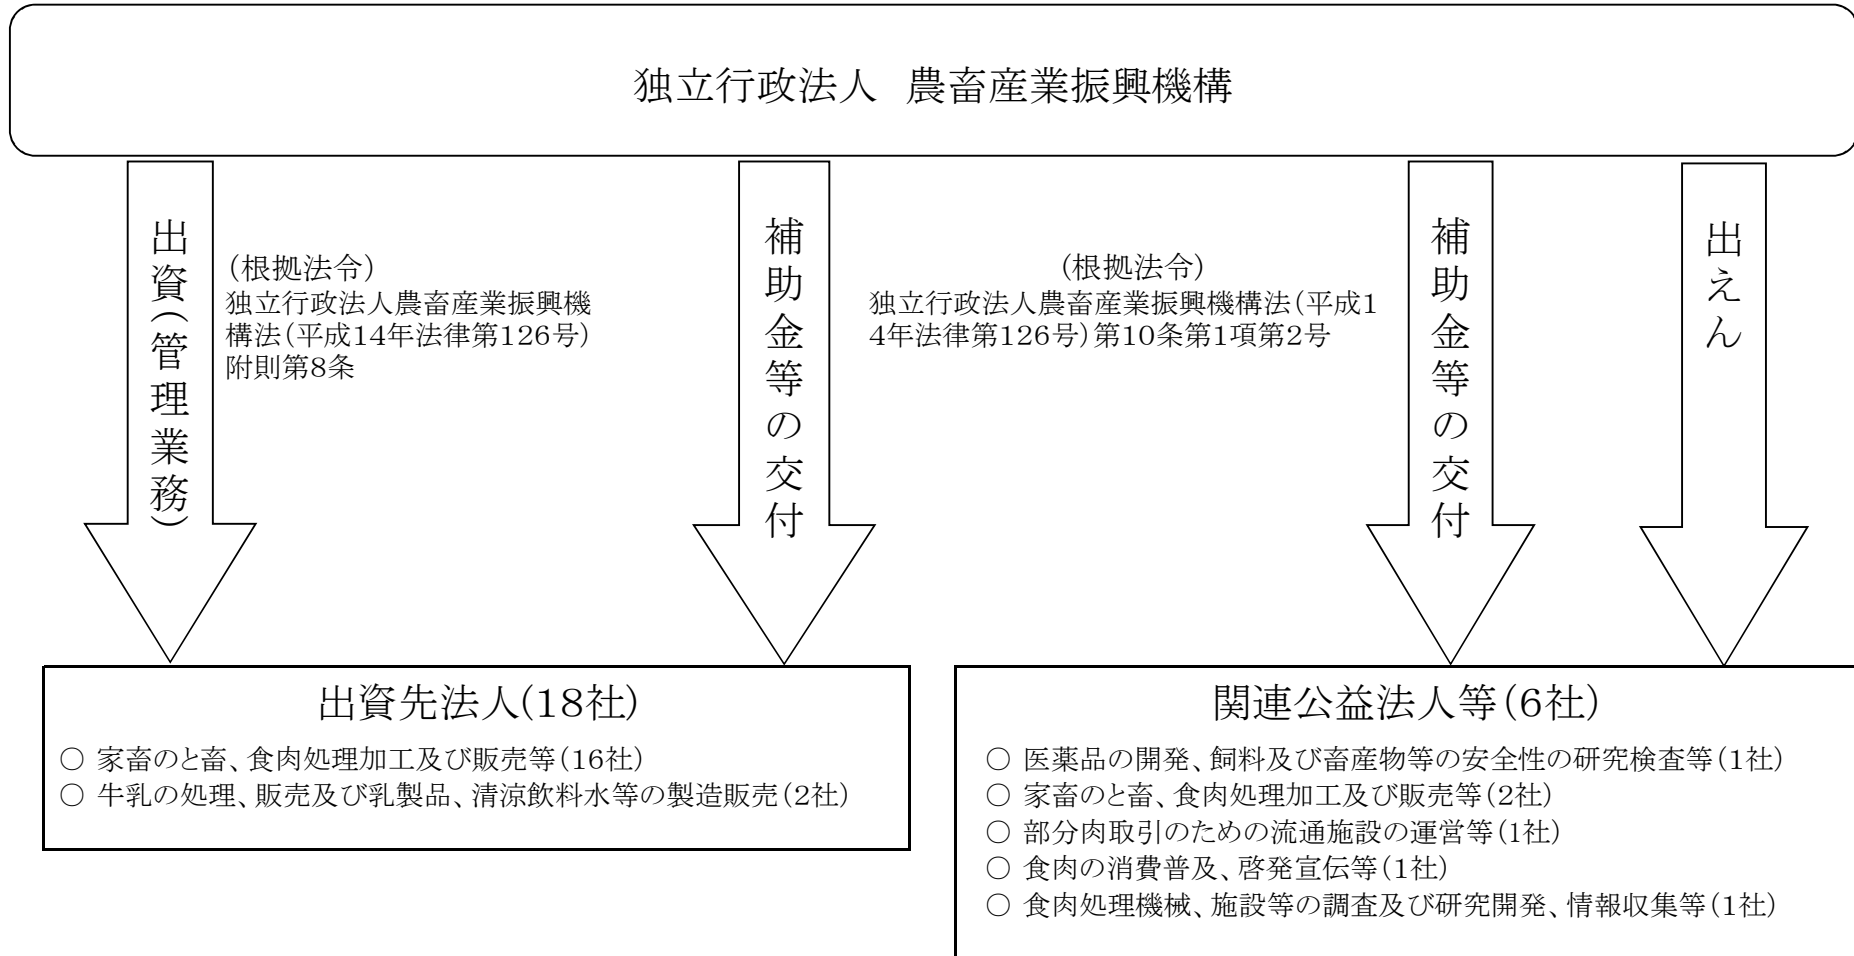 独立行政法人　農畜産業振興機構
出資（管理業務）
（根拠法令）
独立行政法人農畜産業振興機
構法（平成14年法律第126号）
附則第8条
補助金等の交付
（根拠法令）
独立行政法人農畜産業振興機構法（平成1
4年法律第126号）第10条第1項第2号
補助金等の交付
出えん
出資先法人(18社)
○ 家畜のと畜、食肉処理加工及び販売等（16社）
○ 牛乳の処理、販売及び乳製品、清涼飲料水等の製造販売（2社）
関連公益法人等（6社）
○ 医薬品の開発、飼料及び畜産物等の安全性の研究検査等（1社）
○ 家畜のと畜、食肉処理加工及び販売等（2社）
○ 部分肉取引のための流通施設の運営等（1社）
○ 食肉の消費普及、啓発宣伝等（1社）
○ 食肉処理機械、施設等の調査及び研究開発、情報収集等（1社）